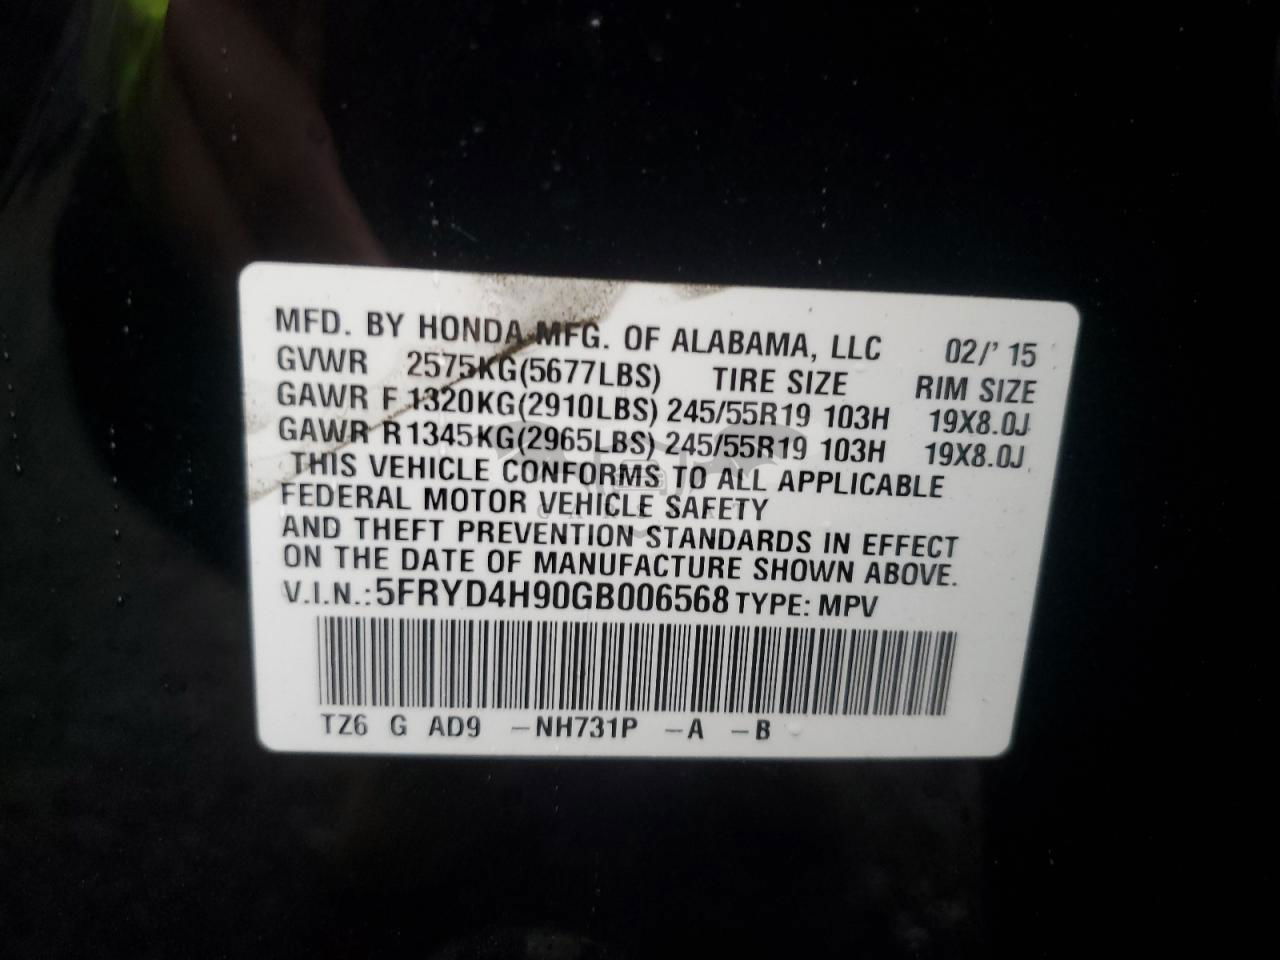 MFD. BY HONDA MFG. OF ALABAMA, LLC 02/' 15
GVWR 2575KG(5677LBS) TIRE SIZE RIM SIZE
GAWR F 1320KG(2910LBS) 245/55R19 103H 19X8.0J
GAWR R 1345KG(2965LBS) 245/55R19 103H 19X8.0J
THIS VEHICLE CONFORMS TO ALL APPLICABLE
FEDERAL MOTOR VEHICLE SAFETY
AND THEFT PREVENTION STANDARDS IN EFFECT
ON THE DATE OF MANUFACTURE SHOWN ABOVE.
V.I.N.: 5FRYD4H90GB006568 TYPE: MPV
TZ6 G AD9 -NH731P -A -B